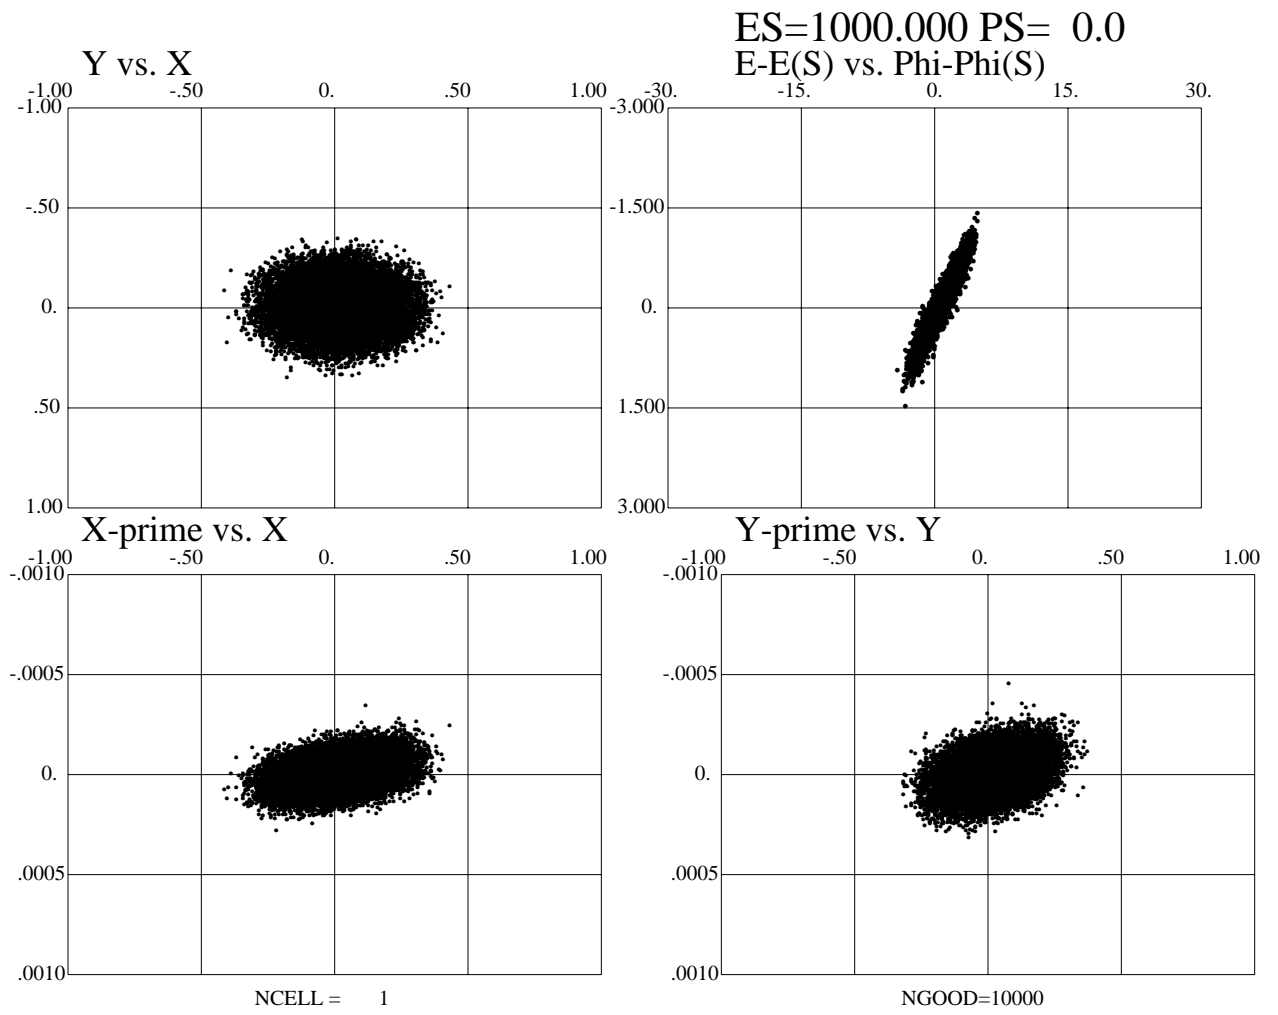 ES=1000.000 PS= 0.0
Y vs. X
E-E(S) vs. Phi-Phi(S)
-1.00 -.50 0. .50 1.00
-30. -15. 0. 15. 30.
-1.00
-.50
0.
.50
1.00
-3.000
-1.500
0.
1.500
3.000
X-prime vs. X
Y-prime vs. Y
-1.00 -.50 0. .50 1.00
-1.00 -.50 0. .50 1.00
-.0010
-.0005
0.
.0005
.0010
-.0010
-.0005
0.
.0005
.0010
NCELL = 1
NGOOD=10000